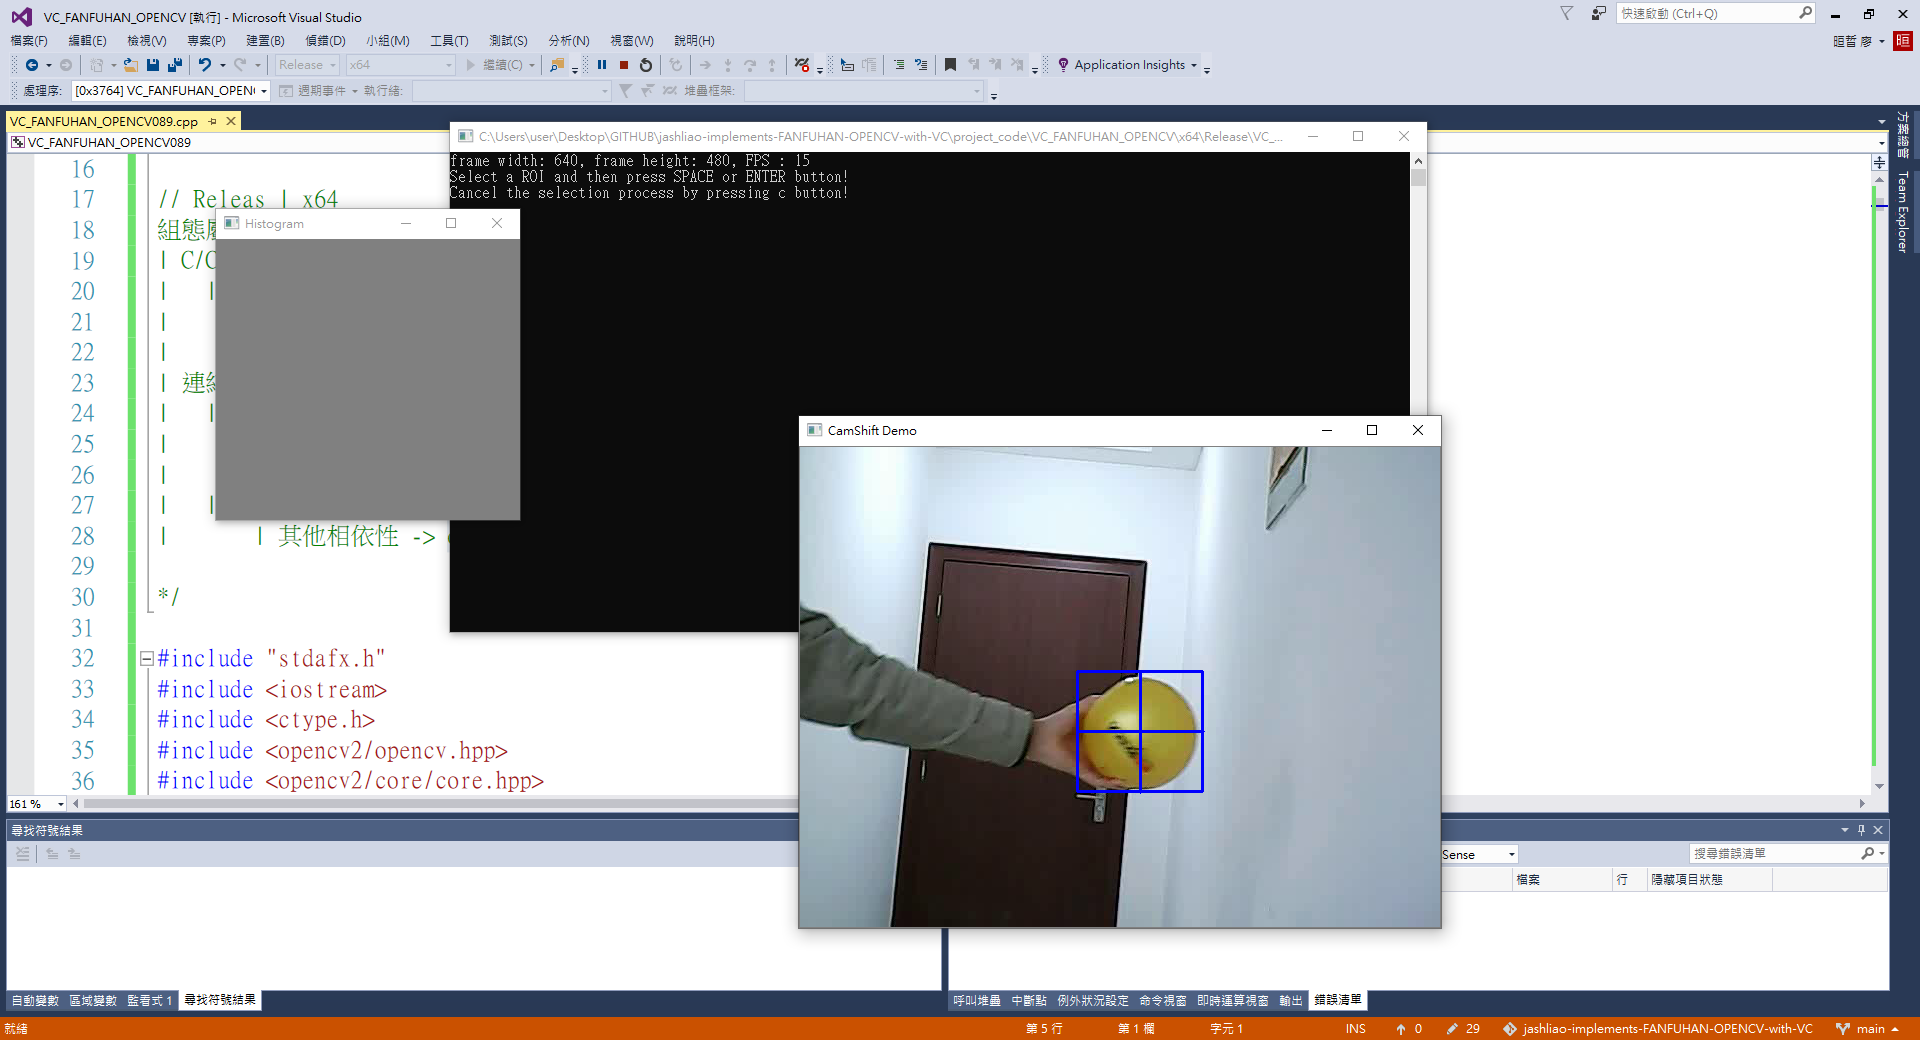 VC_FANFUHAN_OPENCV [執行] - Microsoft Visual Studio
快速啟動 (Ctrl+Q)
檔案(F) 編輯(E) 檢視(V) 專案(P) 建置(B) 偵錯(D) 小組(M) 工具(T) 測試(S) 分析(N) 視窗(W) 說明(H)
晅哲 廖
晅
Release x64 繼續(C) Application Insights
處理序: [0x3764] VC_FANFUHAN_OPEN 週期事件 執行緒: 堆疊框架:
VC_FANFUHAN_OPENCV089.cpp
VC_FANFUHAN_OPENCV089
方案總管
Team Explorer
C:\Users\user\Desktop\GITHUB\jashliao-implements-FANFUHAN-OPENCV-with-VC\project_code\VC_FANFUHAN_OPENCV\x64\Release\VC_...
frame width: 640, frame height: 480, FPS : 15
Select a ROI and then press SPACE or ENTER button!
Cancel the selection process by pressing c button!
Histogram
CamShift Demo
16
17 // Releas | x64
18 組態
19 | C/C
20 | |
21 |
22 |
23 | 連
24 | |
25 |
26 |
27 | |
28 | | 其他相依性 ->
29
30 */
31
32 #include "stdafx.h"
33 #include <iostream>
34 #include <ctype.h>
35 #include <opencv2/opencv.hpp>
36 #include <opencv2/core/core.hpp>
161 %
尋找符號結果
Sense
搜尋錯誤清單
檔案 行 隱藏項目狀態
自動變數 區域變數 監看式 1 尋找符號結果
呼叫堆疊 中斷點 例外狀況設定 命令視窗 即時運算視窗 輸出 錯誤清單
就緒 第 5 行 第 1 欄 字元 1 INS 0 29 jashliao-implements-FANFUHAN-OPENCV-with-VC main